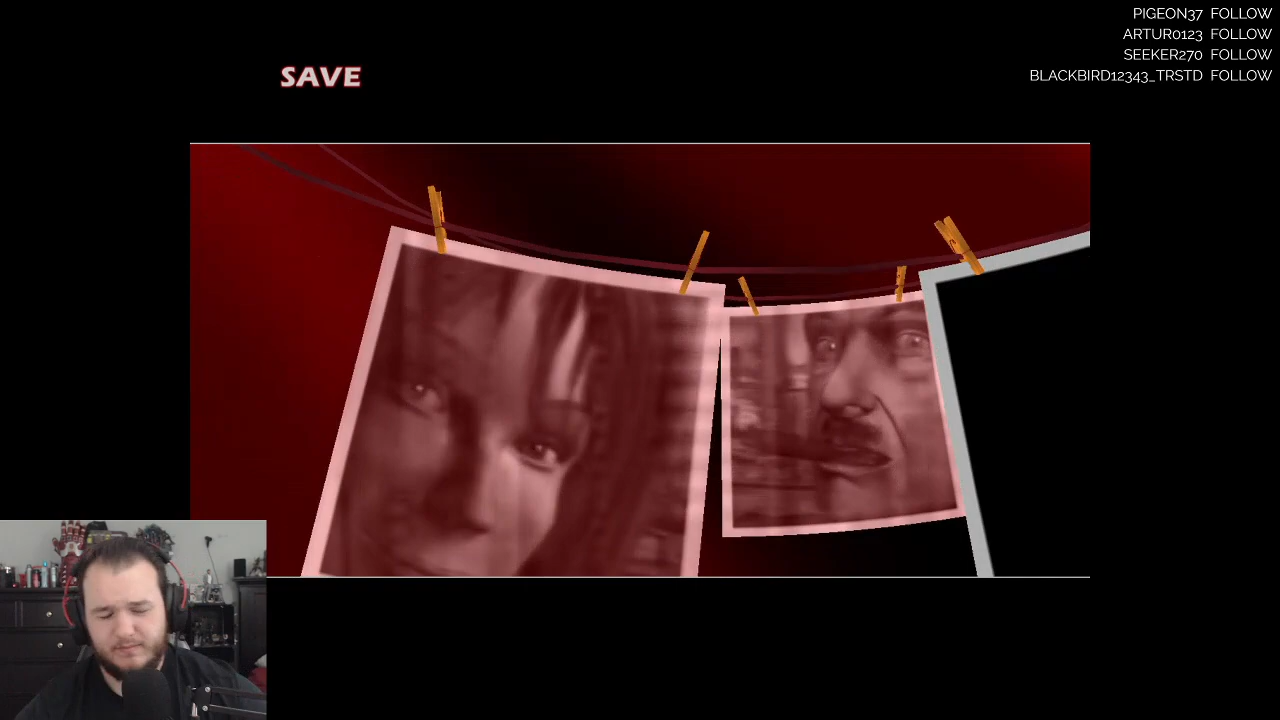 PIGEON37 FOLLOW
ARTUR0123 FOLLOW
SEEKER270 FOLLOW
BLACKBIRD12343_TRSTD FOLLOW
SAVE